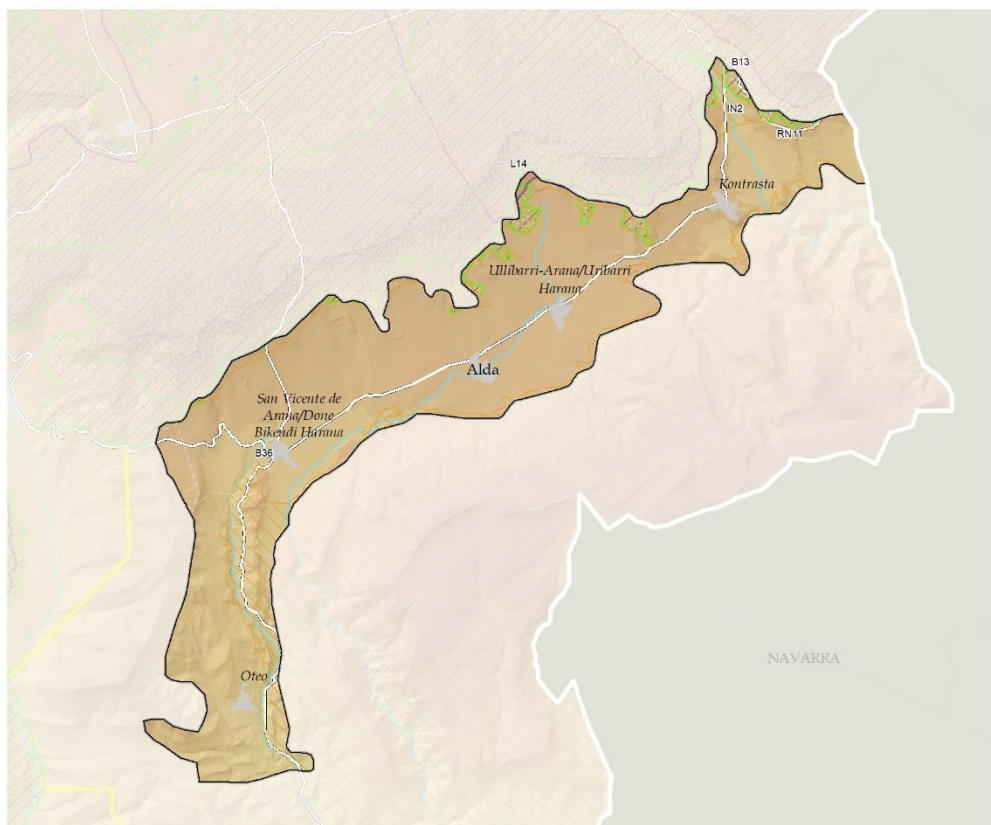 B13
IN2
RN11
L14
Kontrasta
Ullibarri-Arana/Uribarri
Harana
Alda
San Vicente de
Arana/Done
Bikendi Harana
B36
Oteo
NAVARRA